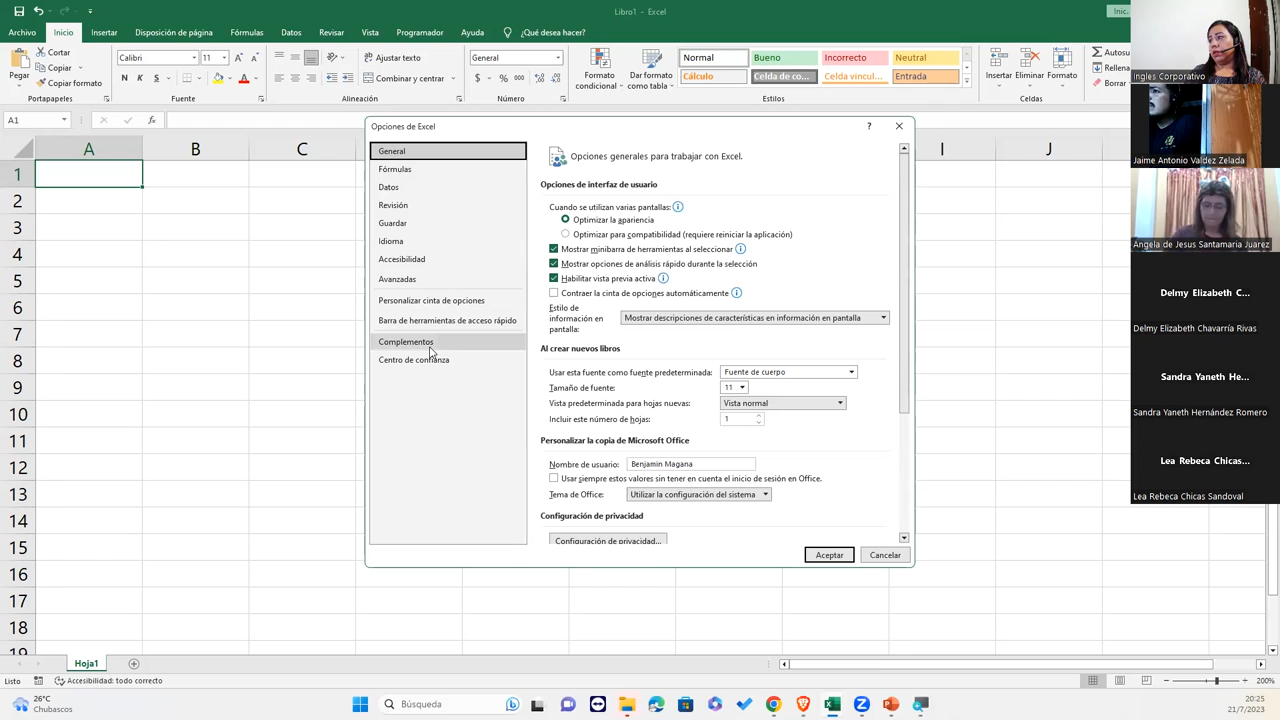 Libro1 - Excel
Inic.
Archivo Inicio Insertar Disposición de página Fórmulas Datos Revisar Vista Programador Ayuda ¿Qué desea hacer?
Pegar
Cortar
Copiar
Copiar formato
Portapapeles
Calibri 11
N K S
Fuente
Ajustar texto
Combinar y centrar
Alineación
General
$ % 000
Número
Formato condicional
Dar formato como tabla
Normal Bueno Incorrecto Neutral
Cálculo Celda de co... Celda vincul... Entrada
Estilos
Insertar Eliminar Formato
Celdas
Autosu
Rellena
Borrar
A1
fx
A B C I J
1
2
3
4
5
6
7
8
9
10
11
12
13
14
15
16
17
18
19
Opciones de Excel
General
Fórmulas
Datos
Revisión
Guardar
Idioma
Accesibilidad
Avanzadas
Personalizar cinta de opciones
Barra de herramientas de acceso rápido
Complementos
Centro de confianza
Opciones generales para trabajar con Excel.
Opciones de interfaz de usuario
Cuando se utilizan varias pantallas:
Optimizar la apariencia
Optimizar para compatibilidad (requiere reiniciar la aplicación)
Mostrar minibarra de herramientas al seleccionar
Mostrar opciones de análisis rápido durante la selección
Habilitar vista previa activa
Contraer la cinta de opciones automáticamente
Estilo de información en pantalla: Mostrar descripciones de características en información en pantalla
Al crear nuevos libros
Usar esta fuente como fuente predeterminada: Fuente de cuerpo
Tamaño de fuente: 11
Vista predeterminada para hojas nuevas: Vista normal
Incluir este número de hojas: 1
Personalizar la copia de Microsoft Office
Nombre de usuario: Benjamin Magana
Usar siempre estos valores sin tener en cuenta el inicio de sesión en Office.
Tema de Office: Utilizar la configuración del sistema
Configuración de privacidad
Configuración de privacidad...
Aceptar Cancelar
Ingles Corporativo
Jaime Antonio Valdez Zelada
Angela de Jesus Santamaria Juarez
Delmy Elizabeth C...
Delmy Elizabeth Chavarría Rivas
Sandra Yaneth He...
Sandra Yaneth Hernández Romero
Lea Rebeca Chicas...
Lea Rebeca Chicas Sandoval
Hoja1
Listo Accesibilidad: todo correcto 200%
26°C
Chubascos
Búsqueda
20:25
21/7/2023